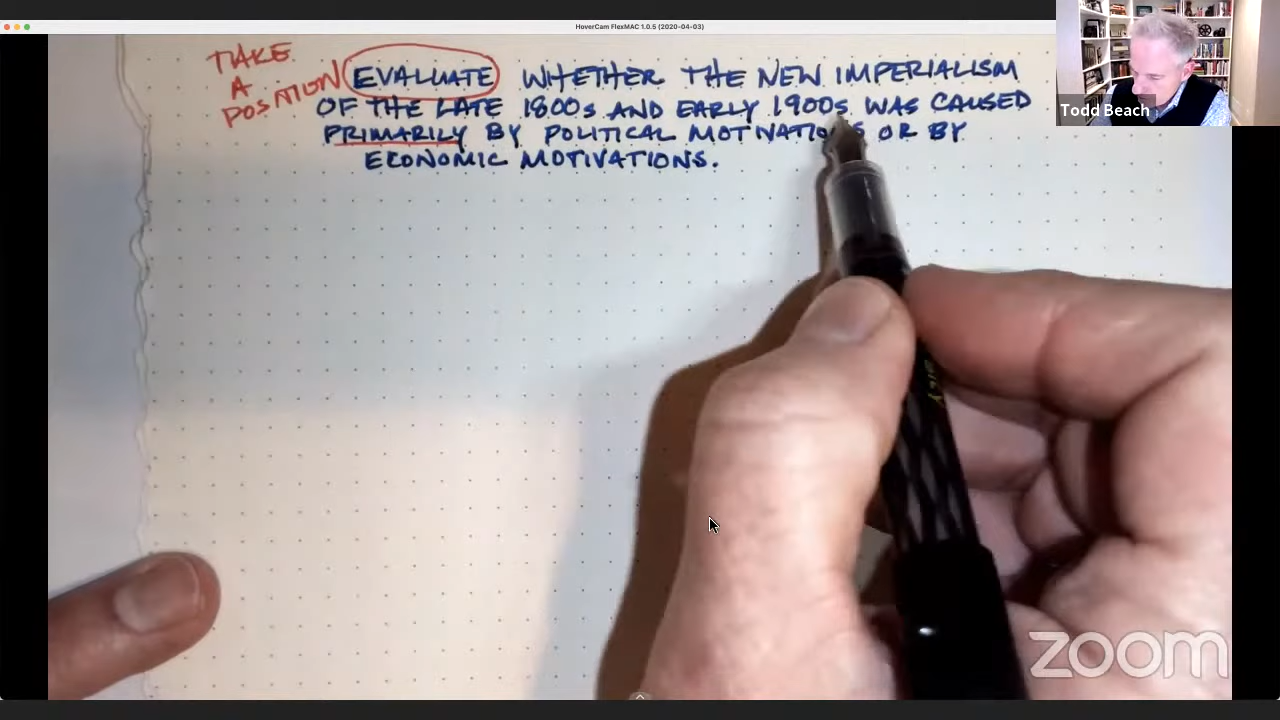 HoverCam FlexMAC 1.0.5 (2020-04-03)
TAKE
A
POSITION
EVALUATE WHETHER THE NEW IMPERIALISM
OF THE LATE 1800s AND EARLY 1900s WAS CAUSED
PRIMARILY BY POLITICAL MOTIVATIONS OR BY
ECONOMIC MOTIVATIONS.
Todd Beach
zoom